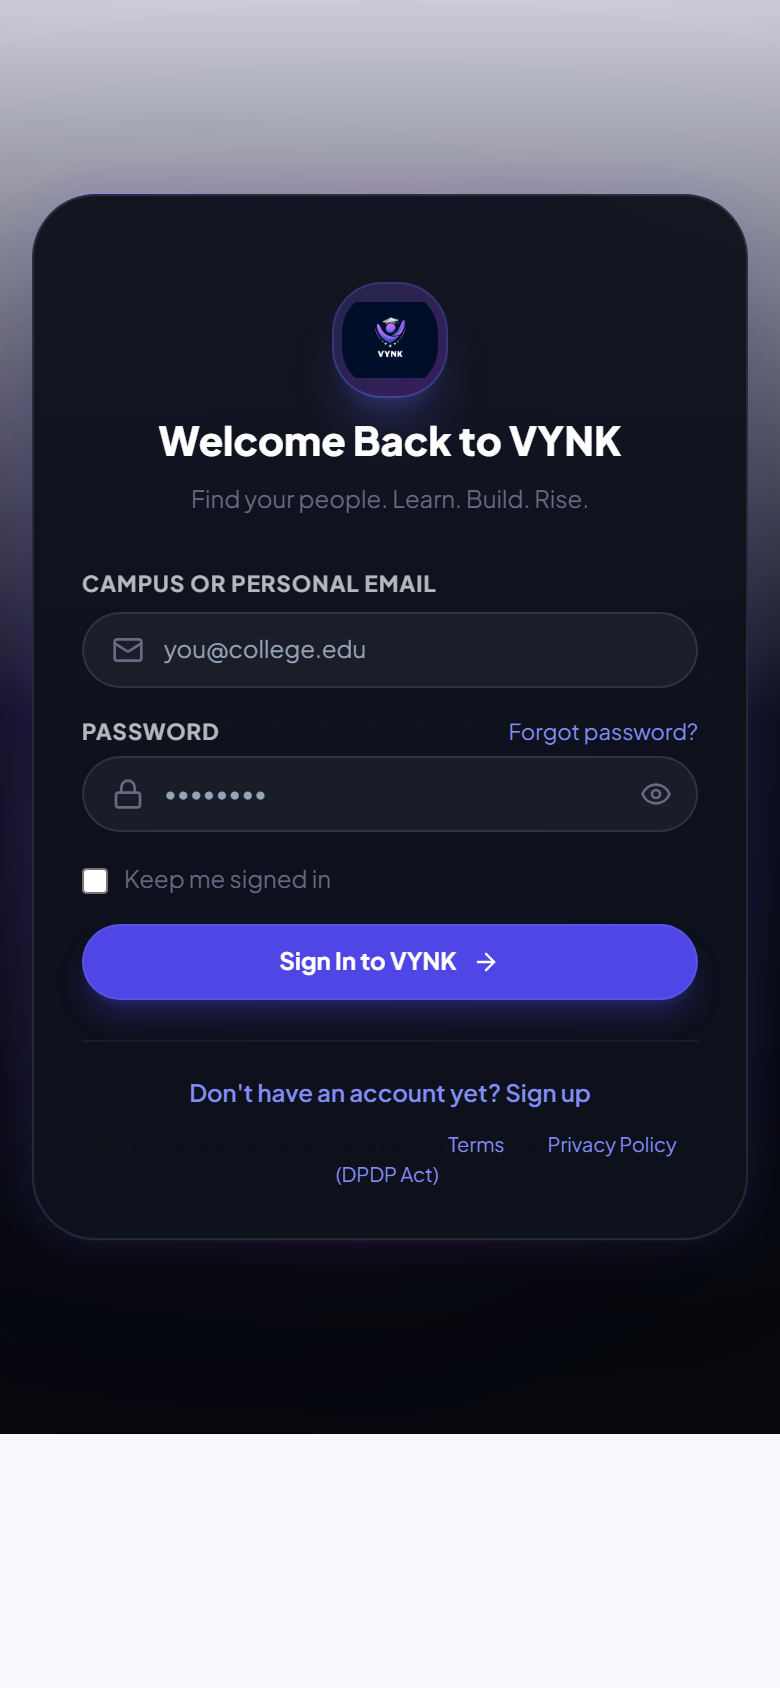 VYNK
Welcome Back to VYNK
Find your people. Learn. Build. Rise.
CAMPUS OR PERSONAL EMAIL
you@college.edu
PASSWORD Forgot password?
••••••••
Keep me signed in
Sign In to VYNK →
Don't have an account yet? Sign up
Terms Privacy Policy
(DPDP Act)